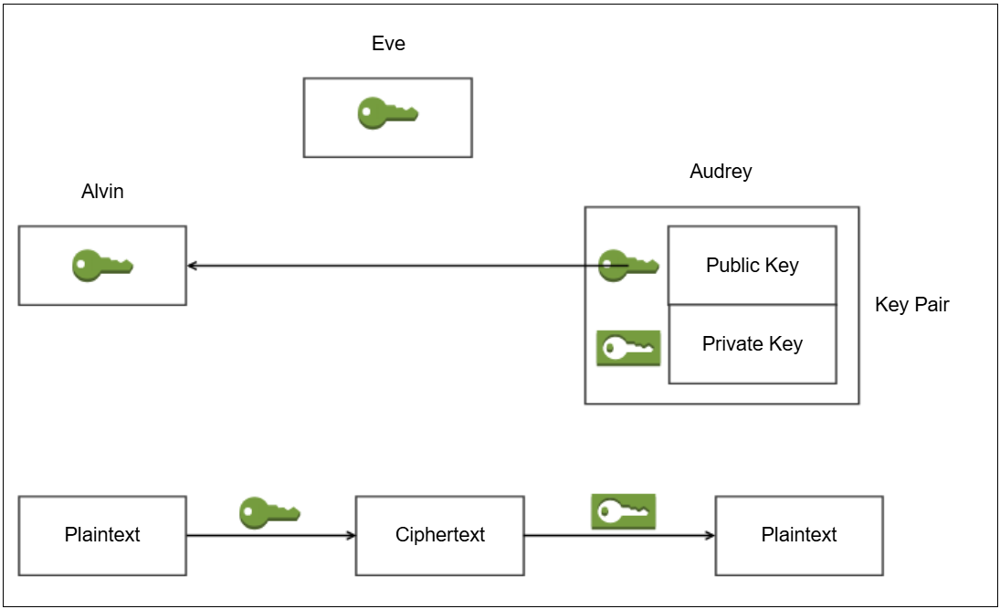 Eve
Audrey
Alvin
Public Key
Key Pair
Private Key
Plaintext
Ciphertext
Plaintext